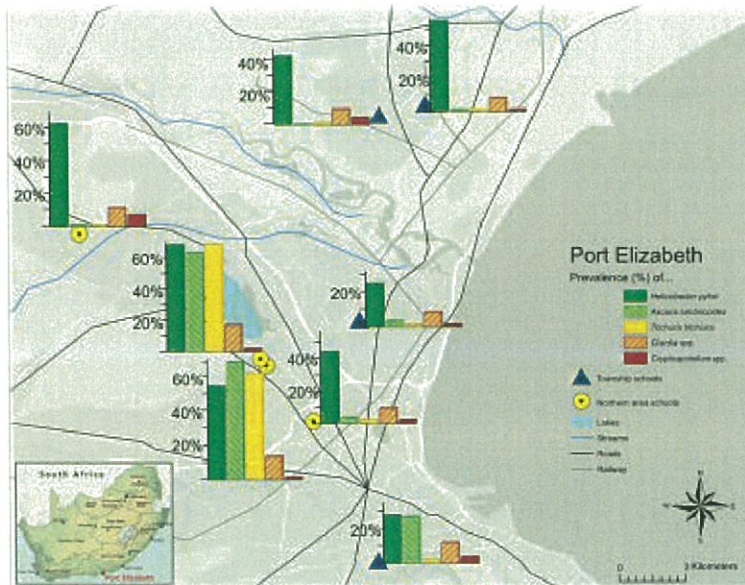 40%
20%
40%
20%
60%
40%
20%
60%
40%
20%
20%
40%
20%
60%
40%
20%
20%
Port Elizabeth
Prevalence (%) of...
Helicobacter pylori
Ascaris lumbricoides
Trichuris trichiura
Giardia spp.
Cryptosporidium spp.
Township schools
Northern area schools
Lakes
Streams
Roads
Railway
N
W
E
S
0
3 Kilometers
South Africa
Port Elizabeth